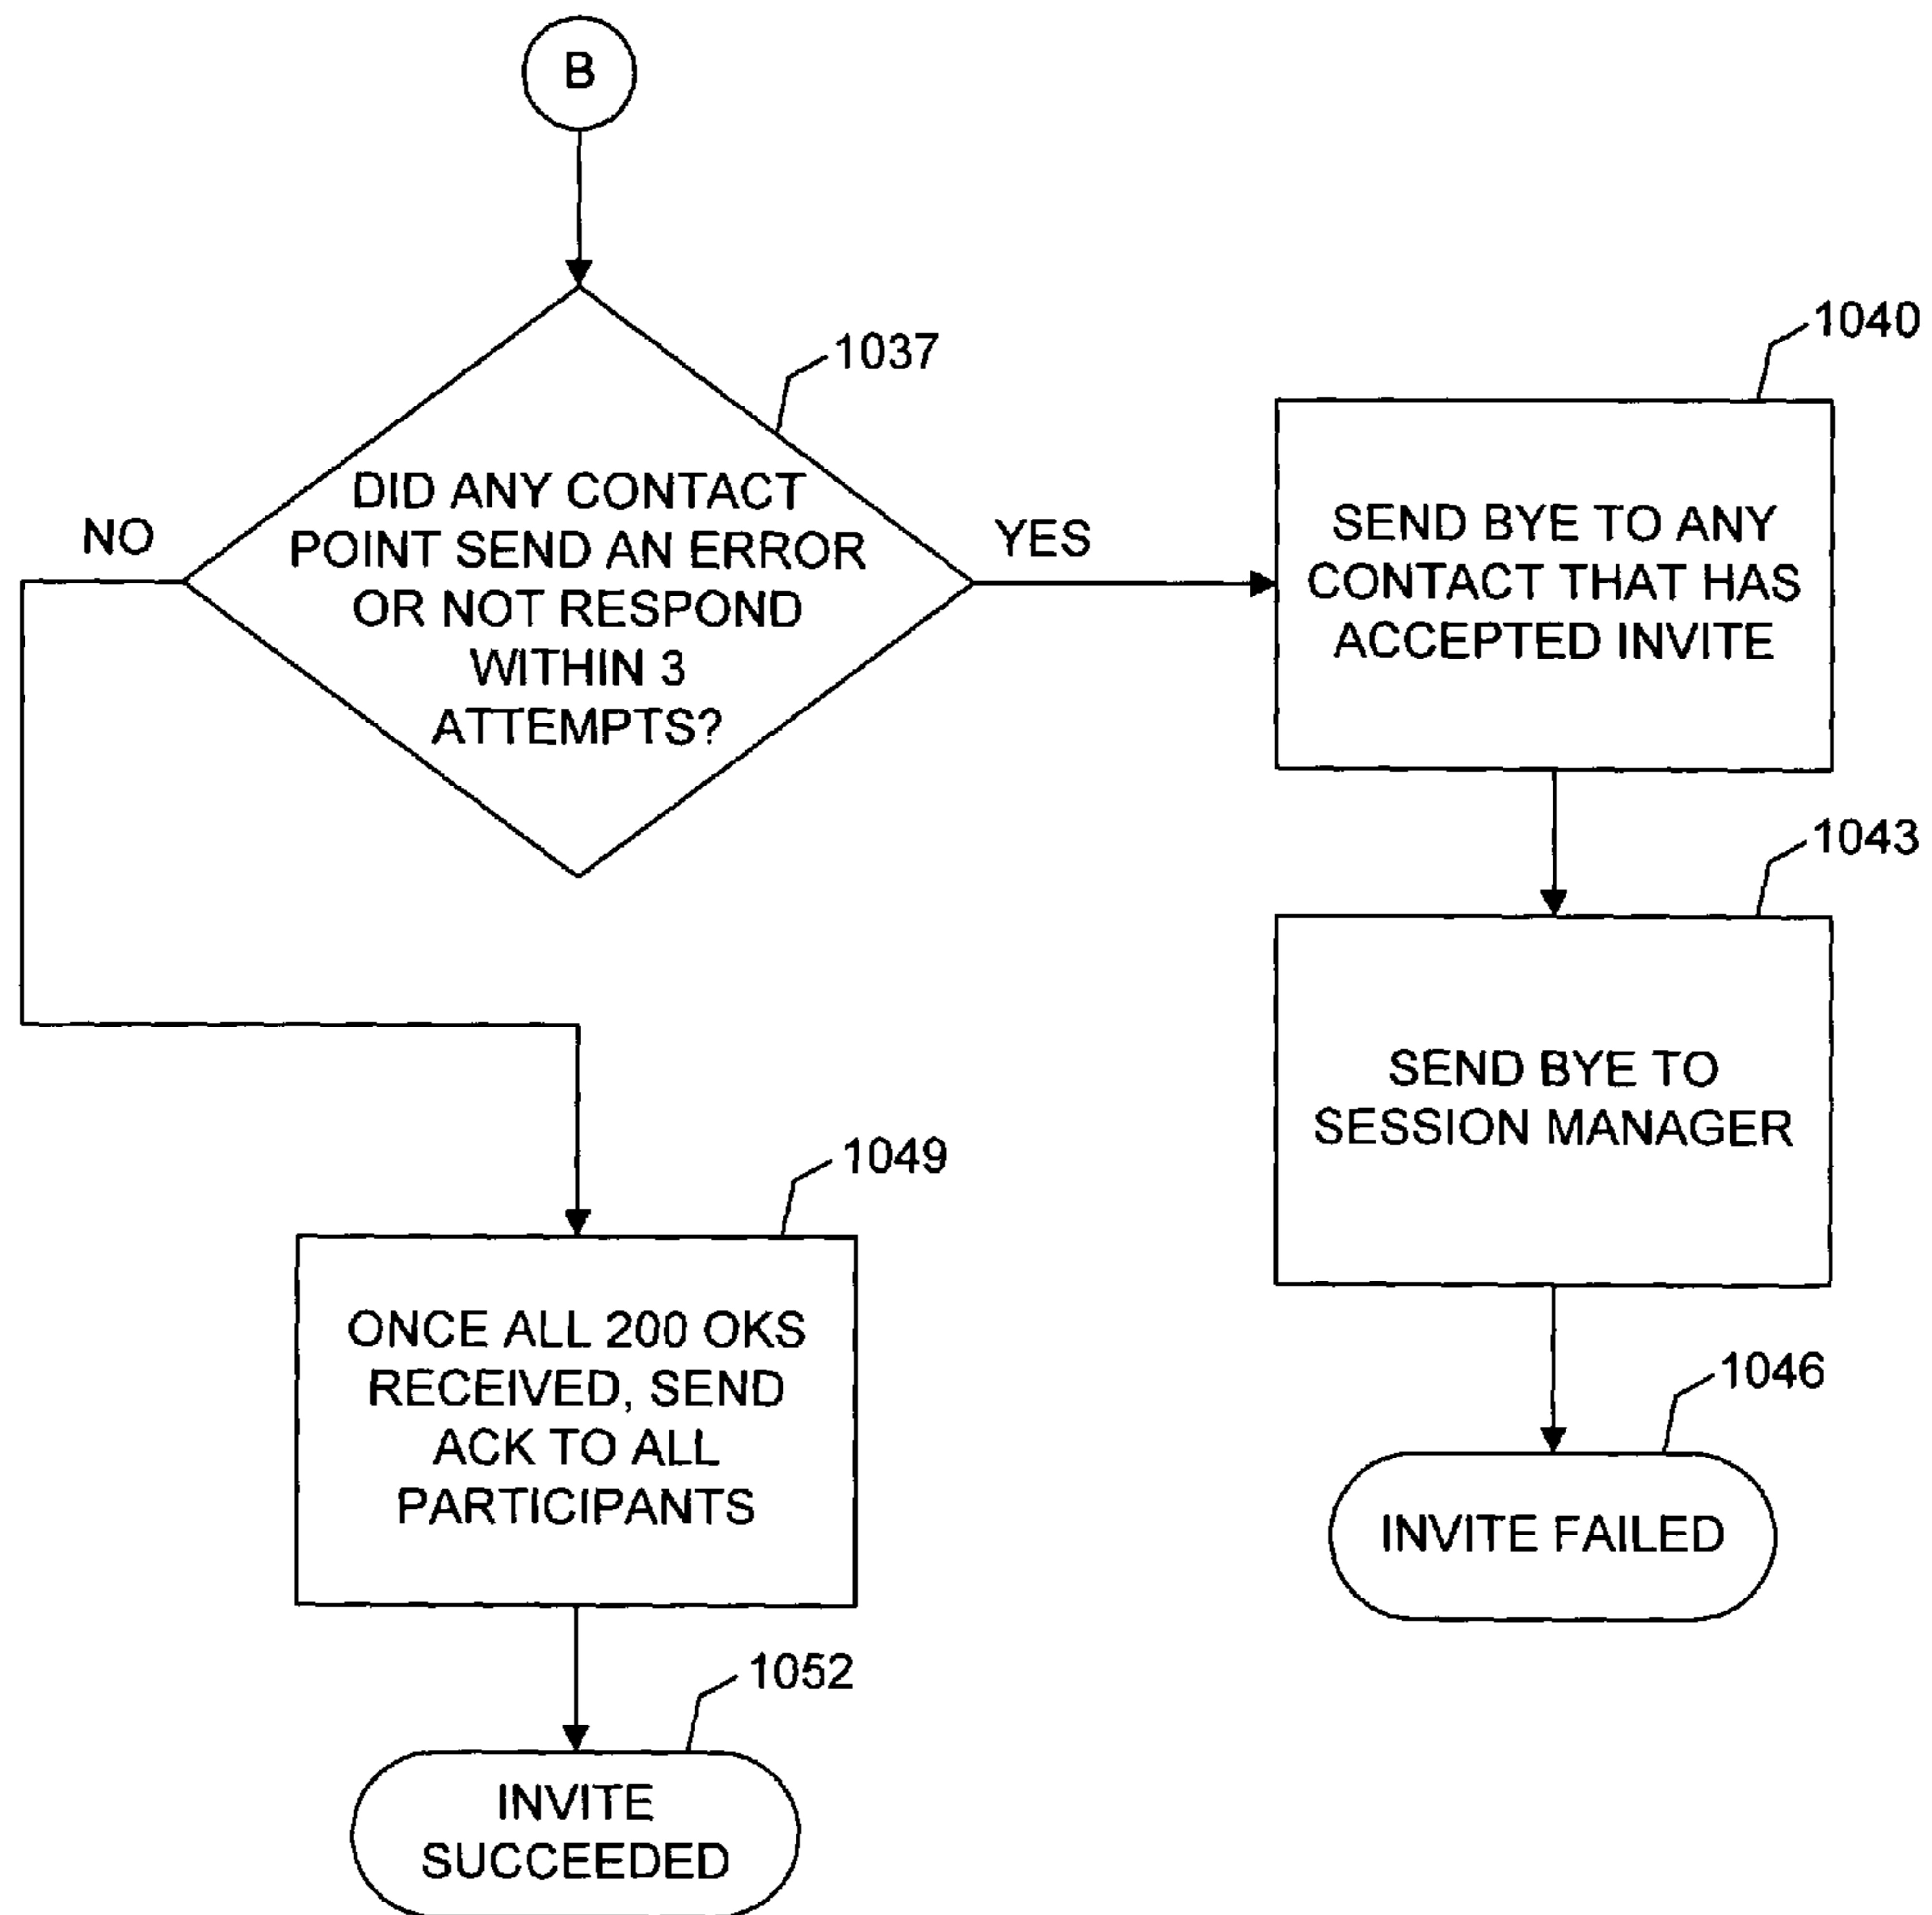 B
1037
DID ANY CONTACT
POINT SEND AN ERROR
OR NOT RESPOND
WITHIN 3
ATTEMPTS?
NO
YES
1040
SEND BYE TO ANY
CONTACT THAT HAS
ACCEPTED INVITE
1043
SEND BYE TO
SESSION MANAGER
1046
INVITE FAILED
1049
ONCE ALL 200 OKS
RECEIVED, SEND
ACK TO ALL
PARTICIPANTS
1052
INVITE
SUCCEEDED